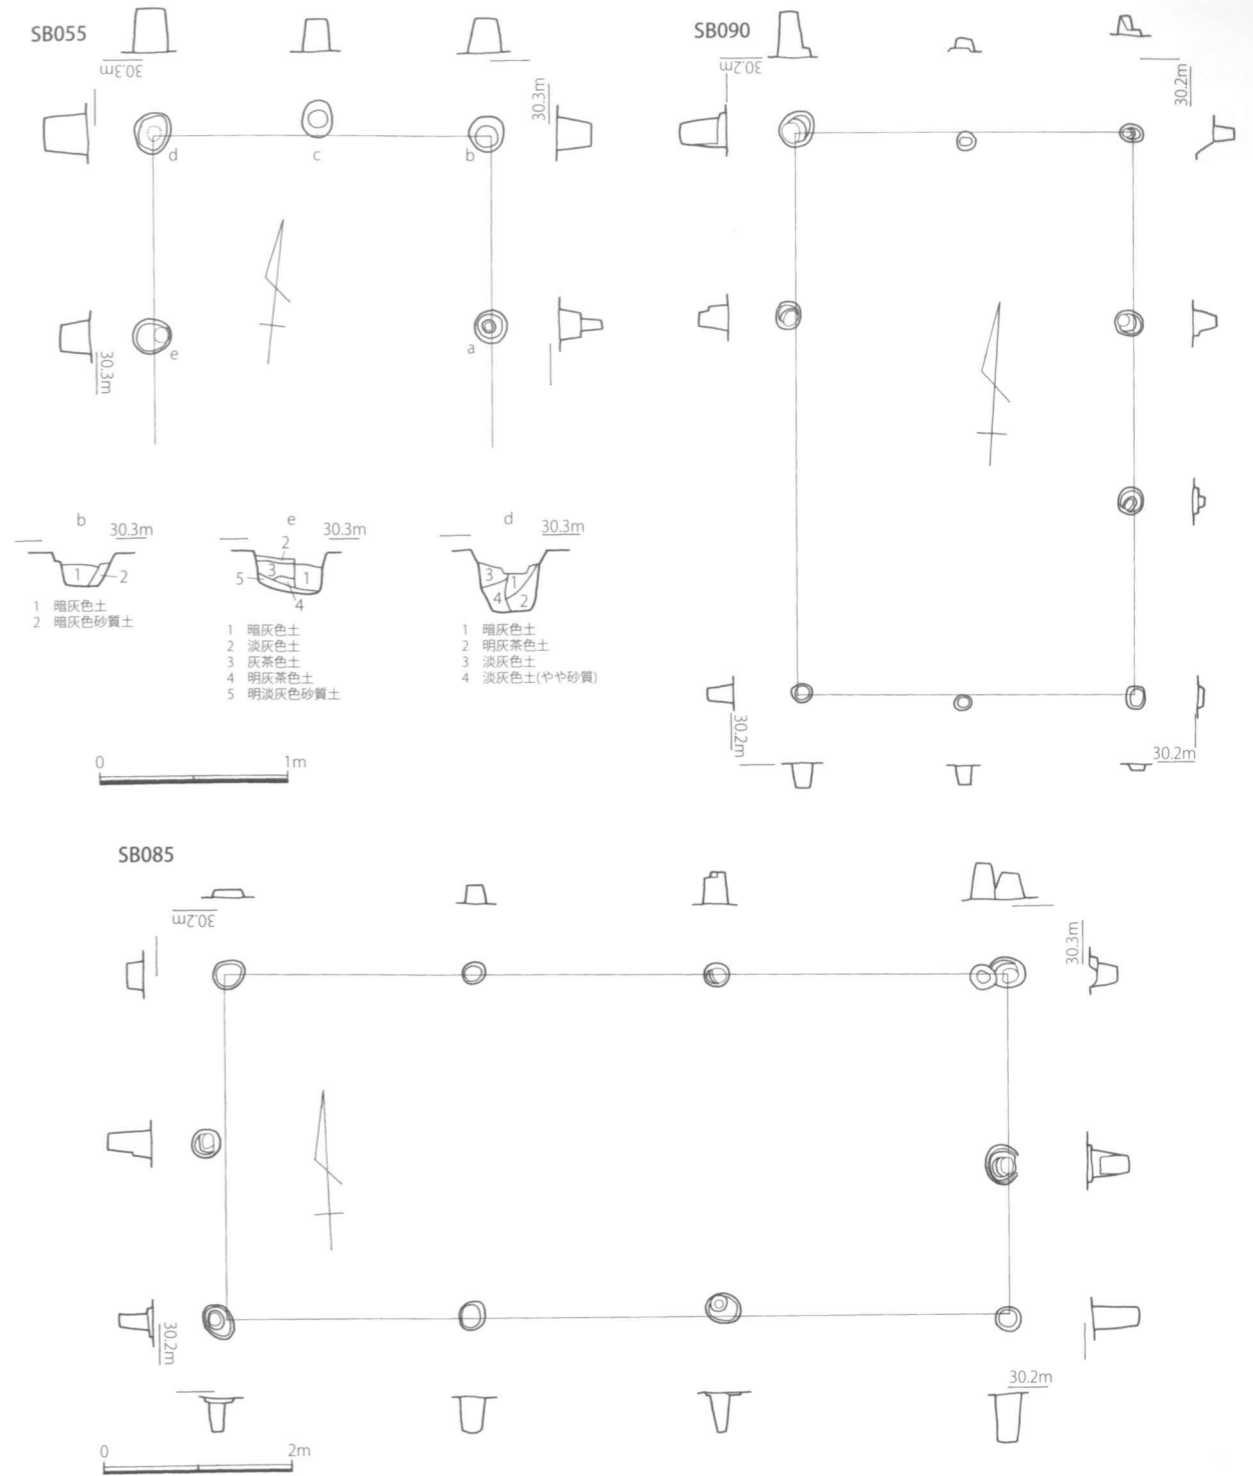 SB055
30.3m
30.3m
d
c
b
30.3m
e
a
b
30.3m
1
2
1 暗灰色土
2 暗灰色砂質土
e
30.3m
2
3
1
5
4
1 暗灰色土
2 淡灰色土
3 灰茶色土
4 明灰茶色土
5 明淡灰色砂質土
d
30.3m
3
1
4
2
1 暗灰色土
2 明灰茶色土
3 淡灰色土
4 淡灰色土(やや砂質)
0 1m
SB090
30.2m
30.2m
30.2m
30.2m
SB085
30.2m
30.3m
30.2m
30.2m
0 2m